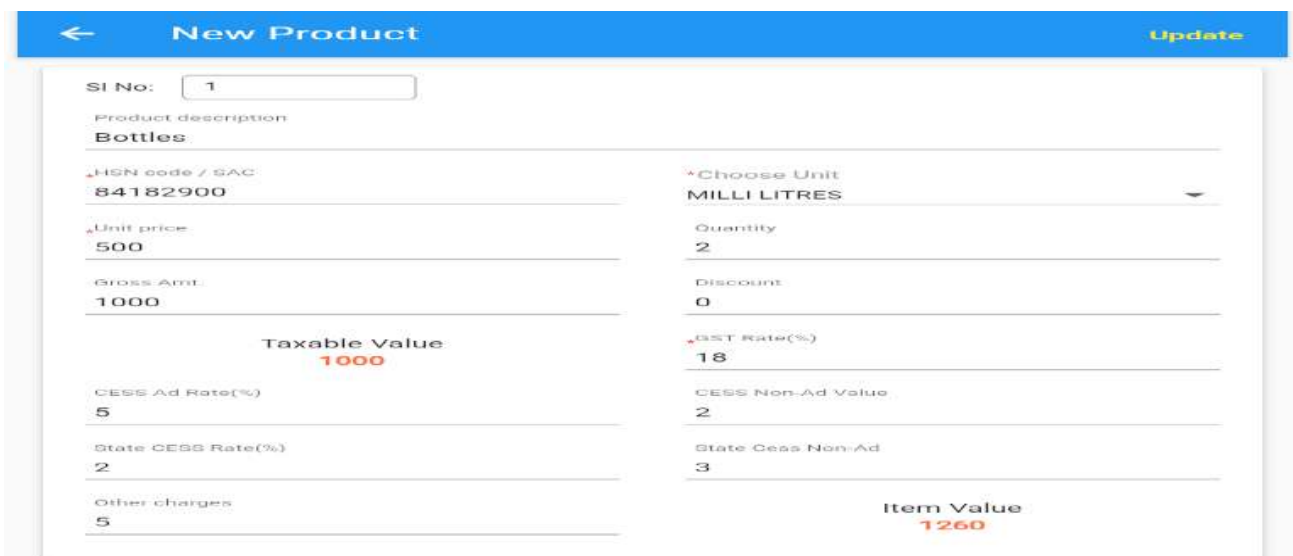 New Product Update
SI No: 1
Product description
Bottles
*HSN code / SAC *Choose Unit
84182900 MILLI LITRES
*Unit price Quantity
500 2
Gross Amt. Discount
1000 0
Taxable Value *GST Rate(%)
1000 18
CESS Ad Rate(%) CESS Non-Ad Value
5 2
State CESS Rate(%) State Cess Non-Ad
2 3
Other charges Item Value
5 1260